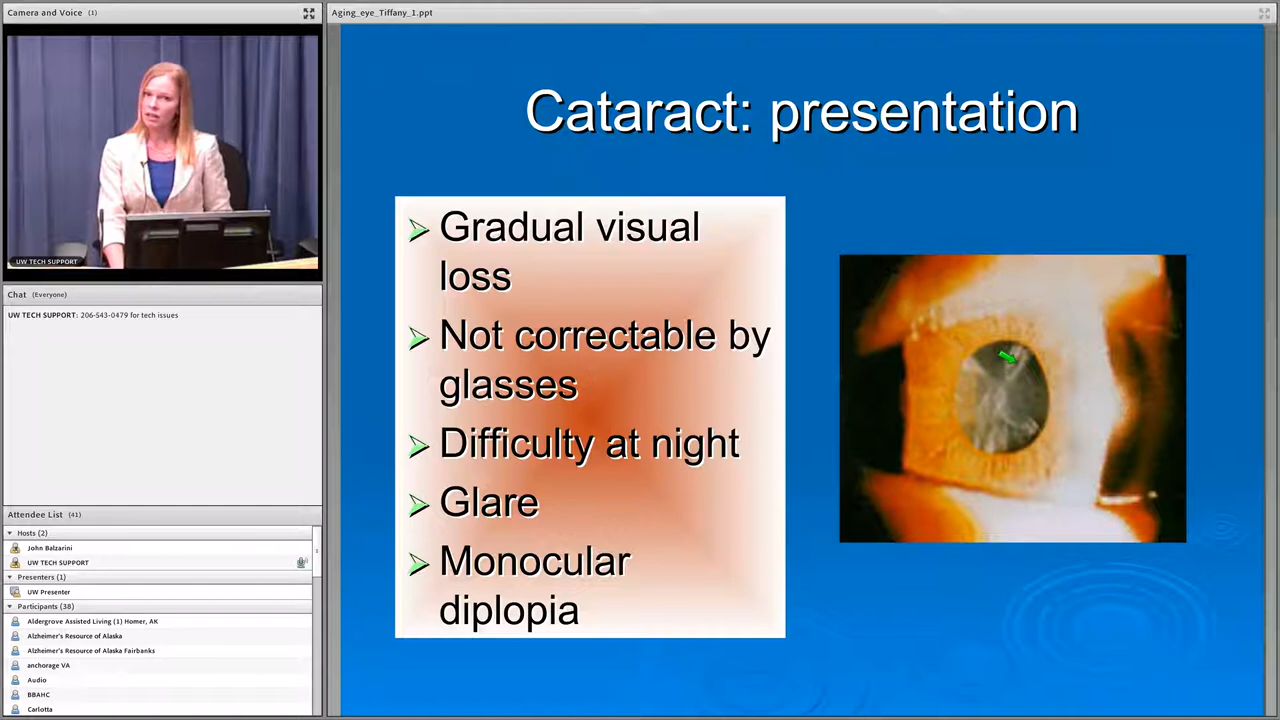 Camera and Voice (1)
UW TECH SUPPORT
Chat (Everyone)
UW TECH SUPPORT: 206-543-0479 for tech issues
Attendee List (41)
Hosts (2)
John Balzarini
UW TECH SUPPORT
Presenters (1)
UW Presenter
Participants (38)
Aldergrove Assisted Living (1) Homer, AK
Alzheimer's Resource of Alaska
Alzheimer's Resource of Alaska Fairbanks
anchorage VA
Audio
BBAHC
Carlotta
Aging_eye_Tiffany_1.ppt
Cataract: presentation
Gradual visual
loss
Not correctable by
glasses
Difficulty at night
Glare
Monocular
diplopia